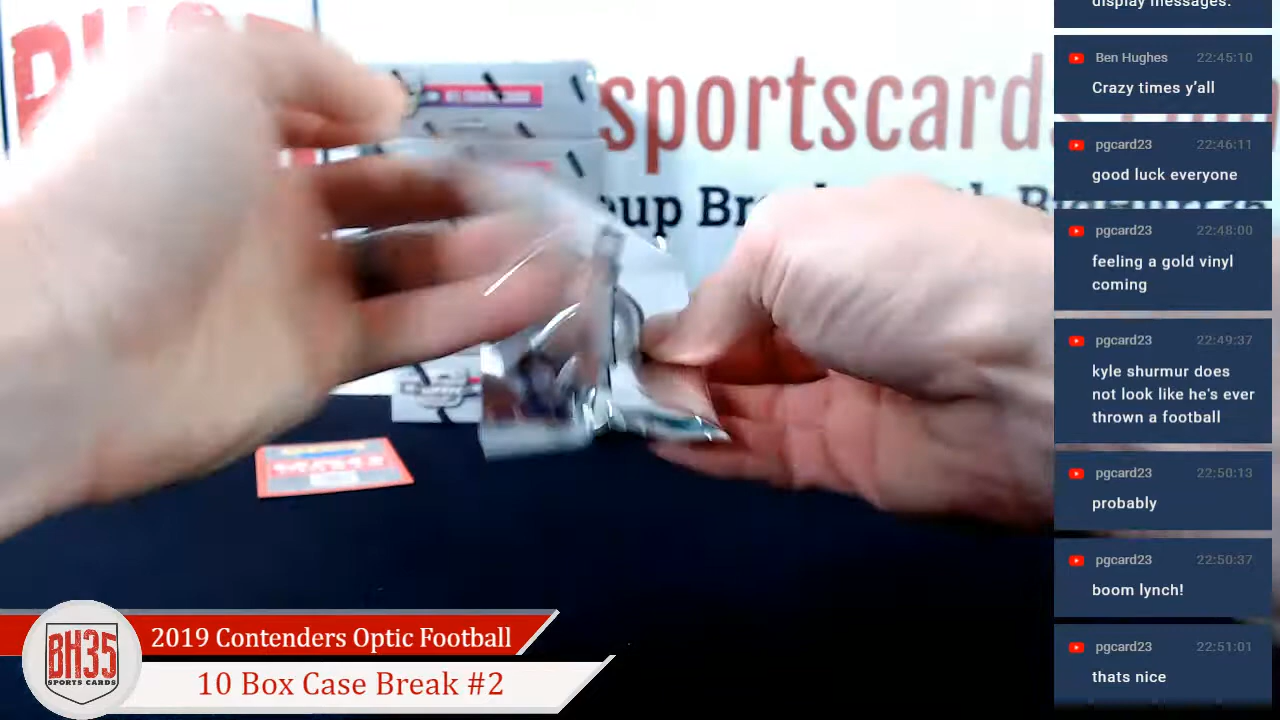 display messages.
Ben Hughes 22:45:10
Crazy times y'all
pgcard23 22:46:11
good luck everyone
pgcard23 22:48:00
feeling a gold vinyl
coming
pgcard23 22:49:37
kyle shurmur does
not look like he's ever
thrown a football
pgcard23 22:50:13
probably
pgcard23 22:50:37
boom lynch!
pgcard23 22:51:01
thats nice
sportscards
BH35
SPORTS CARDS
2019 Contenders Optic Football
10 Box Case Break #2